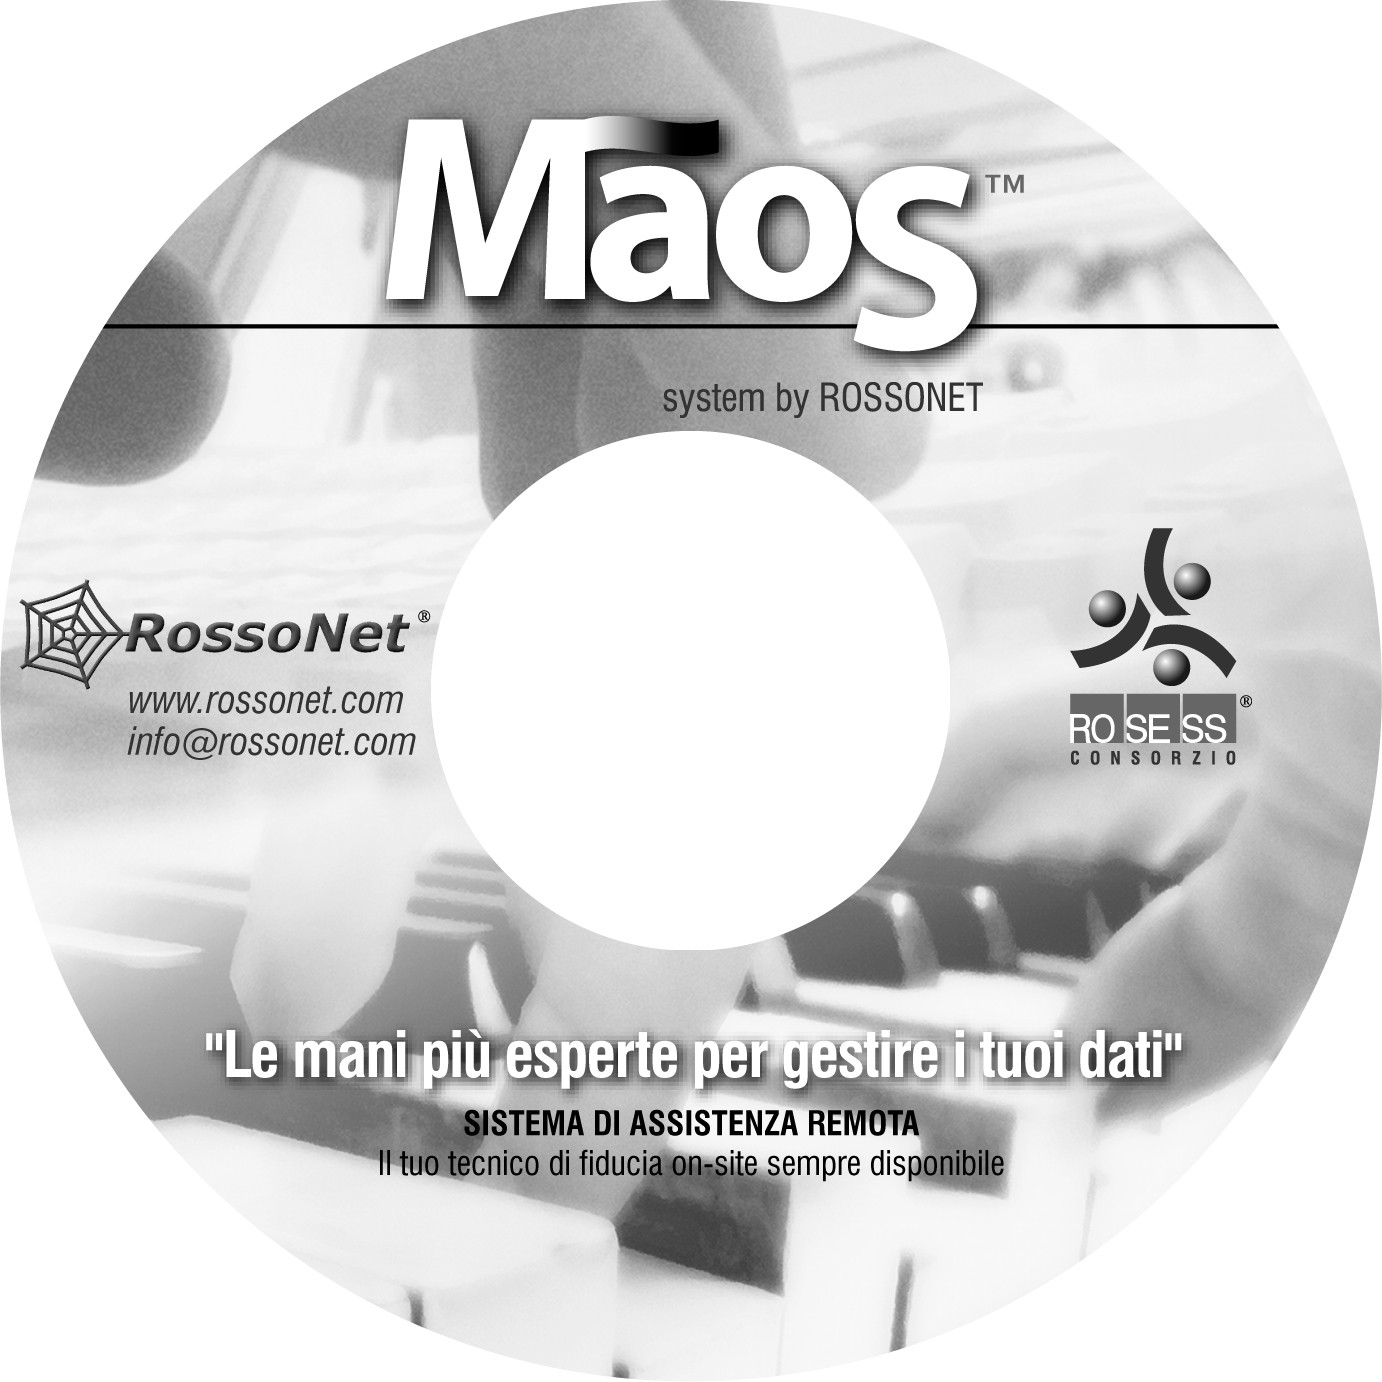 Mãos™
system by ROSSONET
RossoNet®
www.rossonet.com
info@rossonet.com
RO SE SS®
CONSORZIO
"Le mani più esperte per gestire i tuoi dati"
SISTEMA DI ASSISTENZA REMOTA
Il tuo tecnico di fiducia on-site sempre disponibile